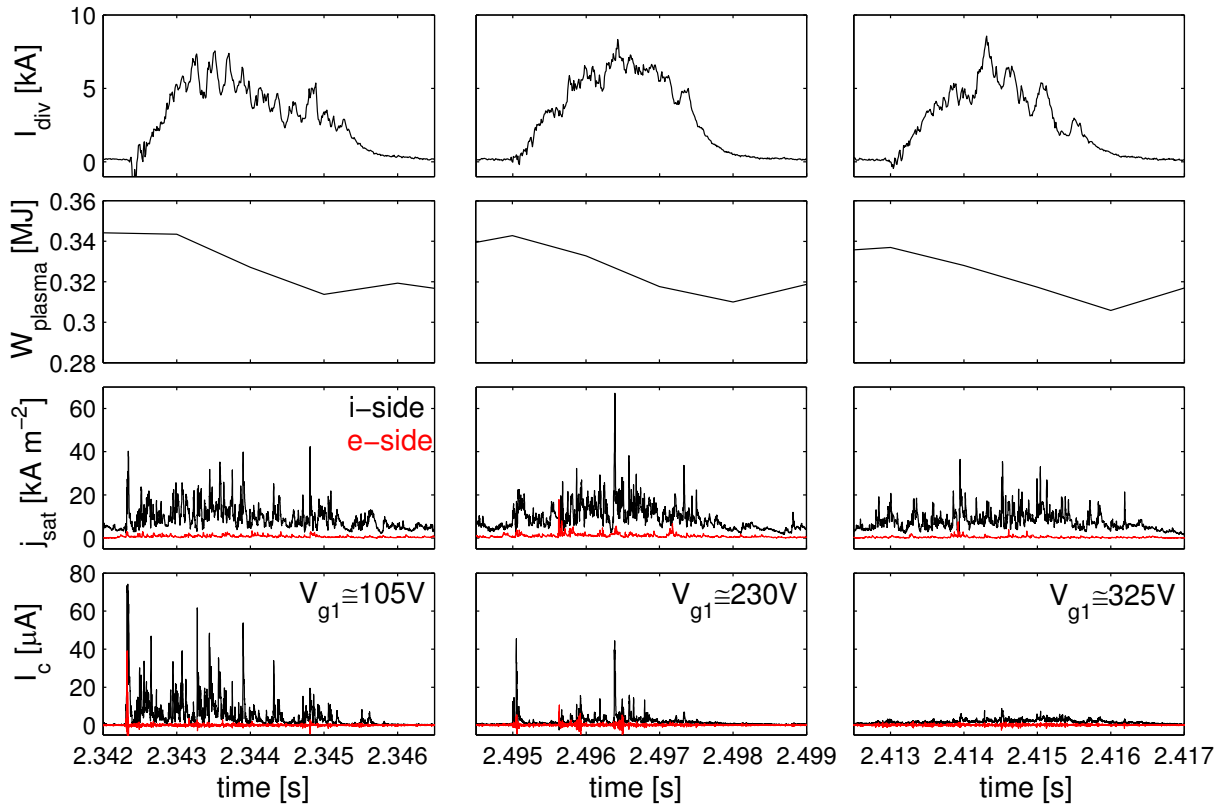 10
5
0
I_div [kA]
0.36
0.34
0.32
0.3
0.28
W_plasma [MJ]
60
40
20
0
j_sat [kA m−2]
i−side
e−side
80
60
40
20
0
I_c [µA]
V_g1≅105V
V_g1≅230V
V_g1≅325V
2.342 2.343 2.344 2.345 2.346
2.495 2.496 2.497 2.498 2.499
2.413 2.414 2.415 2.416 2.417
time [s]
time [s]
time [s]